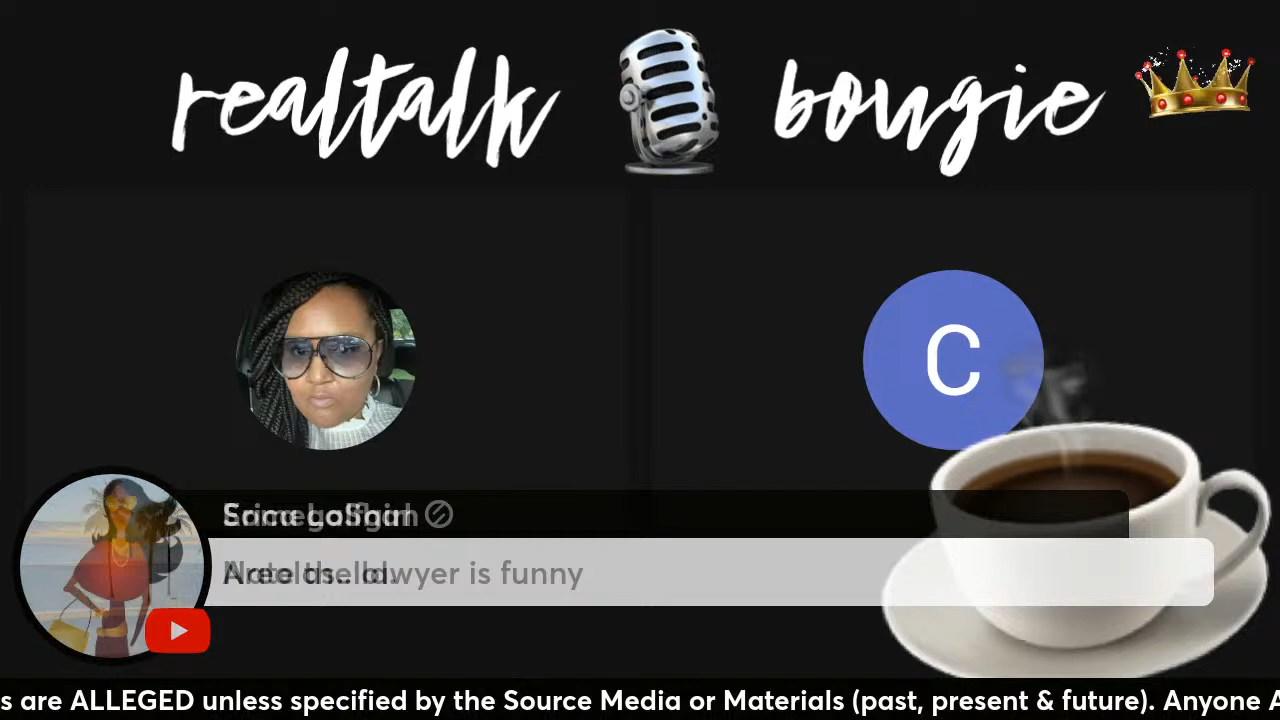 realtalk bougie
C
lawyer is funny
s are ALLEGED unless specified by the Source Media or Materials (past, present & future). Anyone A